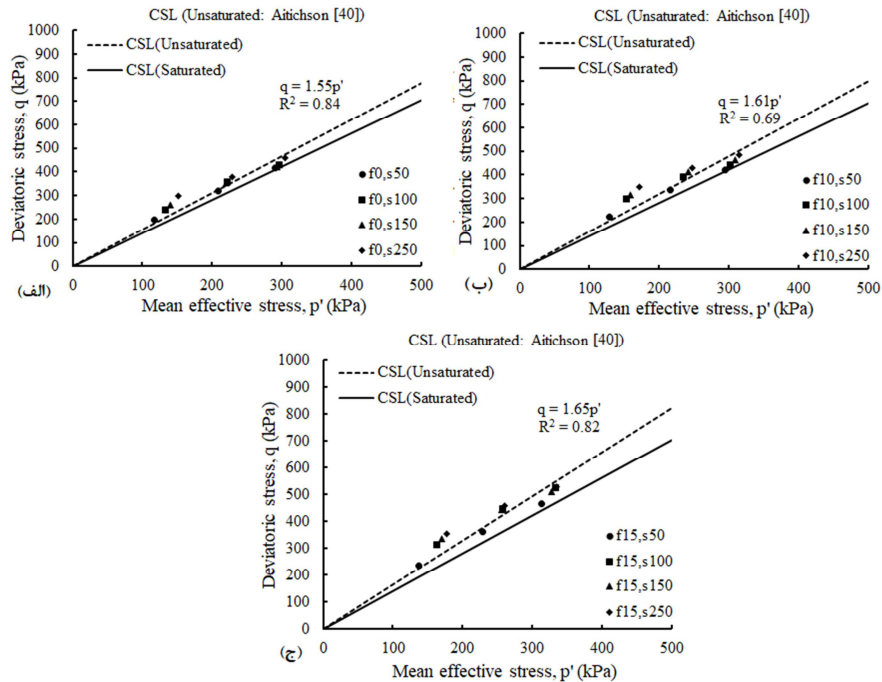 CSL (Unsaturated: Aitichson [40])
1000
900
800
700
600
500
400
300
200
100
0
Deviatoric stress, q (kPa)
CSL(Unsaturated)
CSL(Saturated)
q = 1.55p'
R² = 0.84
f0,s50
f0,s100
f0,s150
f0,s250
0 100 200 300 400 500
Mean effective stress, p' (kPa)
(الف)
CSL (Unsaturated: Aitichson [40])
1000
900
800
700
600
500
400
300
200
100
0
Deviatoric stress, q (kPa)
CSL(Unsaturated)
CSL(Saturated)
q = 1.61p'
R² = 0.69
f10,s50
f10,s100
f10,s150
f10,s250
0 100 200 300 400 500
Mean effective stress, p' (kPa)
(ب)
CSL (Unsaturated: Aitichson [40])
1000
900
800
700
600
500
400
300
200
100
0
Deviatoric stress, q (kPa)
CSL(Unsaturated)
CSL(Saturated)
q = 1.65p'
R² = 0.82
f15,s50
f15,s100
f15,s150
f15,s250
0 100 200 300 400 500
Mean effective stress, p' (kPa)
(ج)